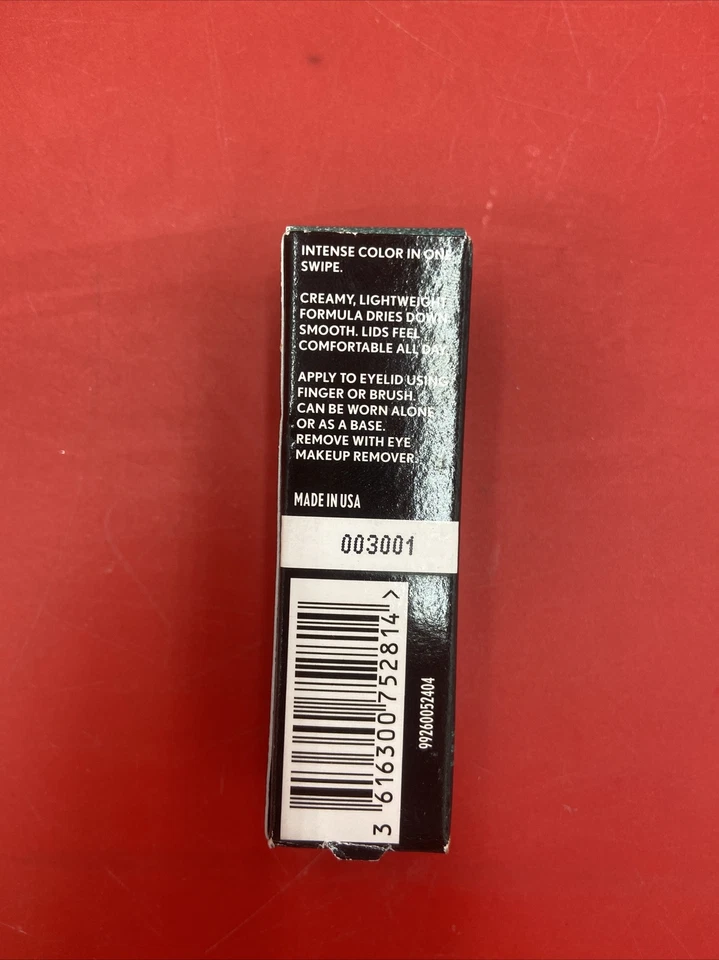 INTENSE COLOR IN ONE
SWIPE.
CREAMY, LIGHTWEIGHT
FORMULA DRIES DOWN
SMOOTH. LIDS FEEL
COMFORTABLE ALL DAY.
APPLY TO EYELID USING
FINGER OR BRUSH.
CAN BE WORN ALONE
OR AS A BASE.
REMOVE WITH EYE
MAKEUP REMOVER.
MADE IN USA
003001
3 616300 752814 >
99260052404